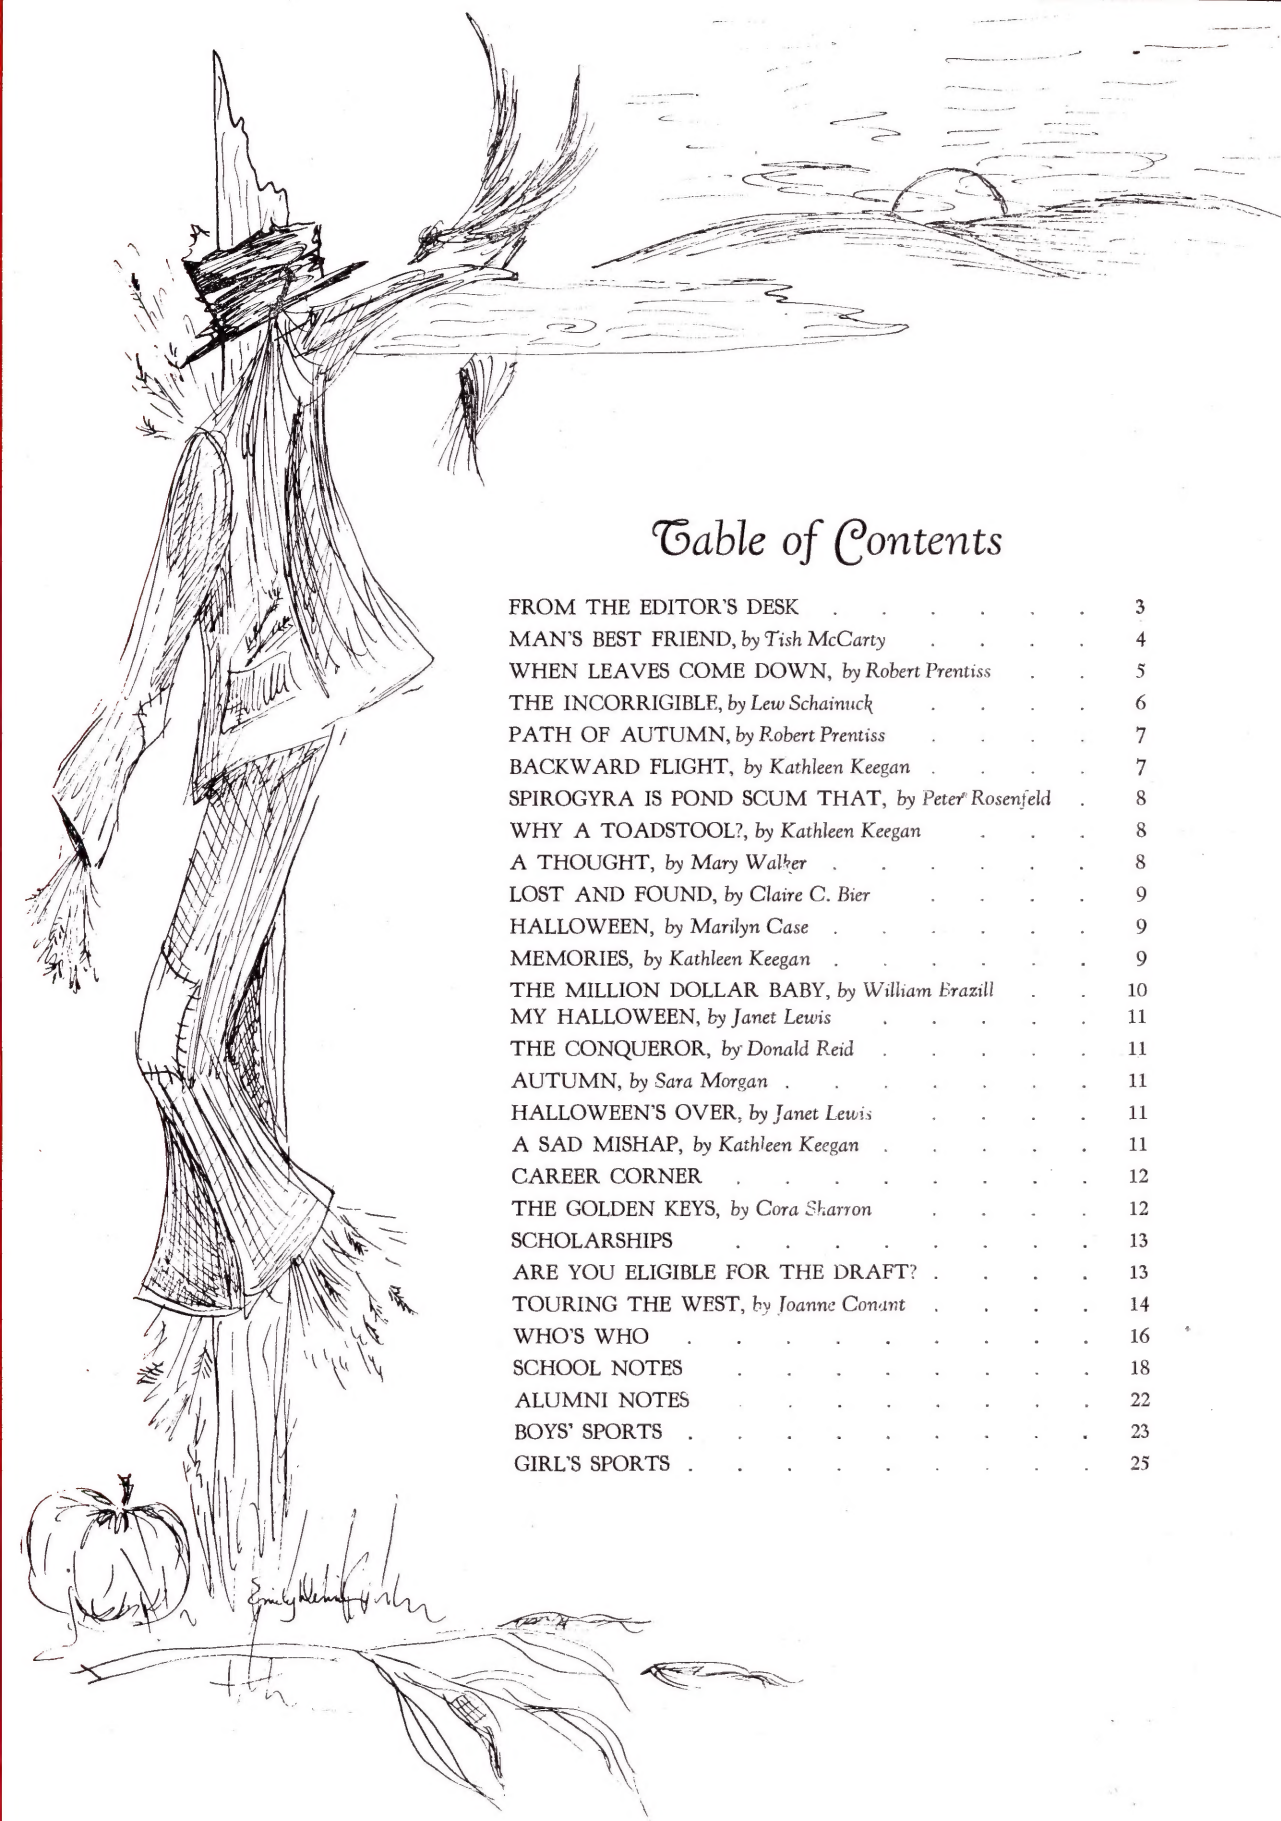 Table of Contents
FROM THE EDITOR'S DESK . . . . . . 3
MAN'S BEST FRIEND, by Tish McCarty . . . . 4
WHEN LEAVES COME DOWN, by Robert Prentiss . . 5
THE INCORRIGIBLE, by Lew Schainuck . . . . 6
PATH OF AUTUMN, by Robert Prentiss . . . . 7
BACKWARD FLIGHT, by Kathleen Keegan . . . . 7
SPIROGYRA IS POND SCUM THAT, by Peter Rosenfeld . 8
WHY A TOADSTOOL?, by Kathleen Keegan . . . 8
A THOUGHT, by Mary Walker . . . . . . 8
LOST AND FOUND, by Claire C. Bier . . . . 9
HALLOWEEN, by Marilyn Case . . . . . . 9
MEMORIES, by Kathleen Keegan . . . . . . 9
THE MILLION DOLLAR BABY, by William Brazill . . 10
MY HALLOWEEN, by Janet Lewis . . . . . 11
THE CONQUEROR, by Donald Reid . . . . . 11
AUTUMN, by Sara Morgan . . . . . . . 11
HALLOWEEN'S OVER, by Janet Lewis . . . . 11
A SAD MISHAP, by Kathleen Keegan . . . . . 11
CAREER CORNER . . . . . . . . 12
THE GOLDEN KEYS, by Cora Sharron . . . . 12
SCHOLARSHIPS . . . . . . . . 13
ARE YOU ELIGIBLE FOR THE DRAFT? . . . . 13
TOURING THE WEST, by Joanne Conant . . . . 14
WHO'S WHO . . . . . . . . . 16
SCHOOL NOTES . . . . . . . . 18
ALUMNI NOTES . . . . . . . . 22
BOYS' SPORTS . . . . . . . . . 23
GIRL'S SPORTS . . . . . . . . . 25
Emily